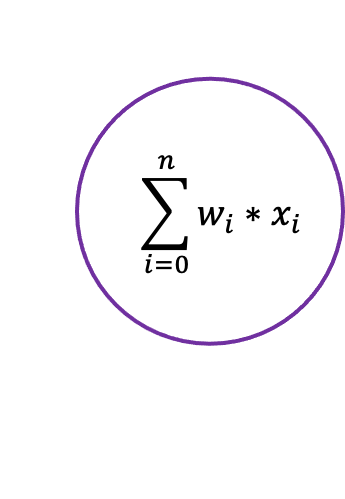 n
∑ wᵢ * xᵢ
i=0